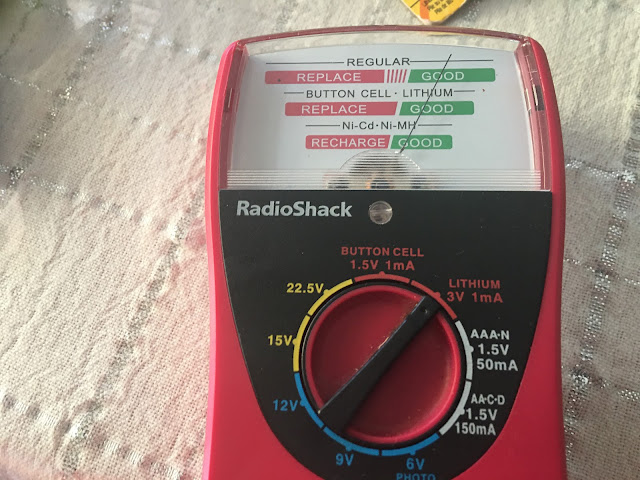 REGULAR
REPLACE GOOD
BUTTON CELL · LITHIUM
REPLACE GOOD
Ni-Cd·Ni-MH
RECHARGE GOOD
RadioShack
BUTTON CELL
1.5V 1mA
LITHIUM
3V 1mA
22.5V
AAA·N
1.5V
50mA
15V
AA·C·D
1.5V
150mA
12V
9V
6V
PHOTO